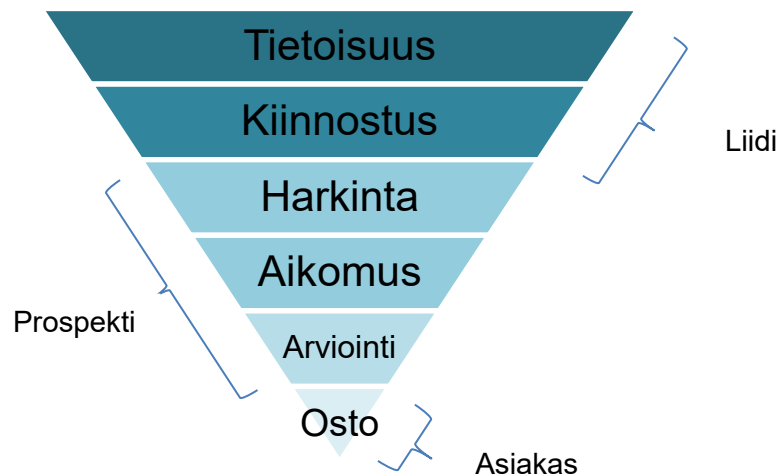 Tietoisuus
Kiinnostus
Liidi
Harkinta
Aikomus
Prospekti
Arviointi
Osto
Asiakas